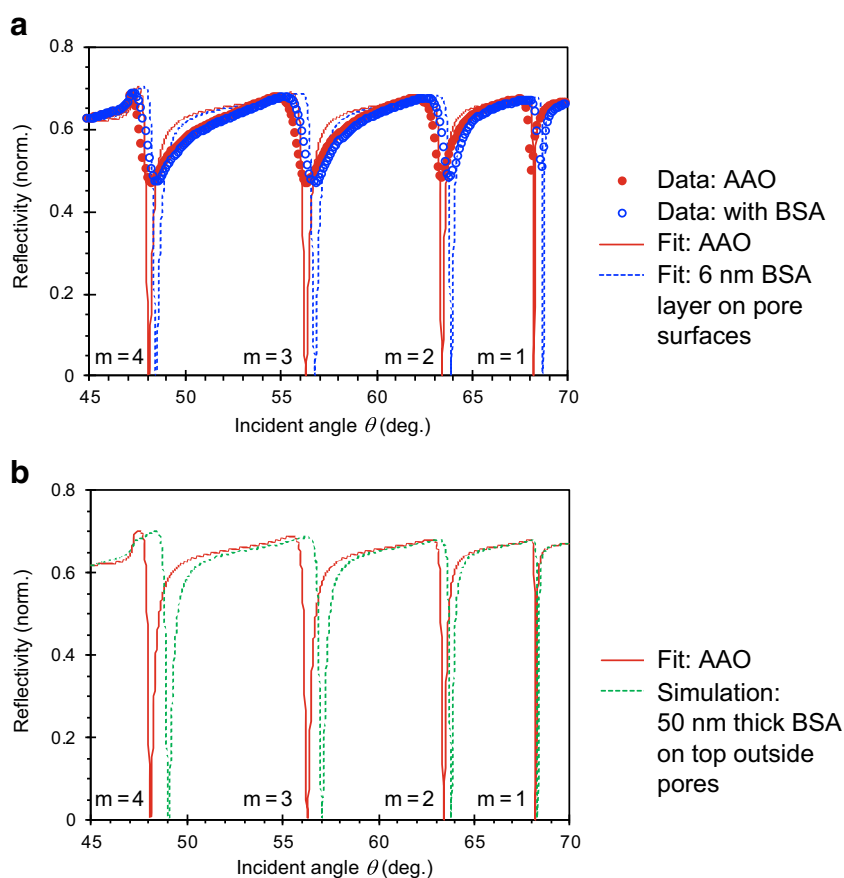 a
0.8
0.6
0.4
0.2
0
Reflectivity (norm.)
m = 4
m = 3
m = 2
m = 1
45
50
55
60
65
70
Incident angle θ (deg.)
Data: AAO
Data: with BSA
Fit: AAO
Fit: 6 nm BSA
layer on pore
surfaces
b
0.8
0.6
0.4
0.2
0
Reflectivity (norm.)
m = 4
m = 3
m = 2
m = 1
45
50
55
60
65
70
Incident angle θ (deg.)
Fit: AAO
Simulation:
50 nm thick BSA
on top outside
pores